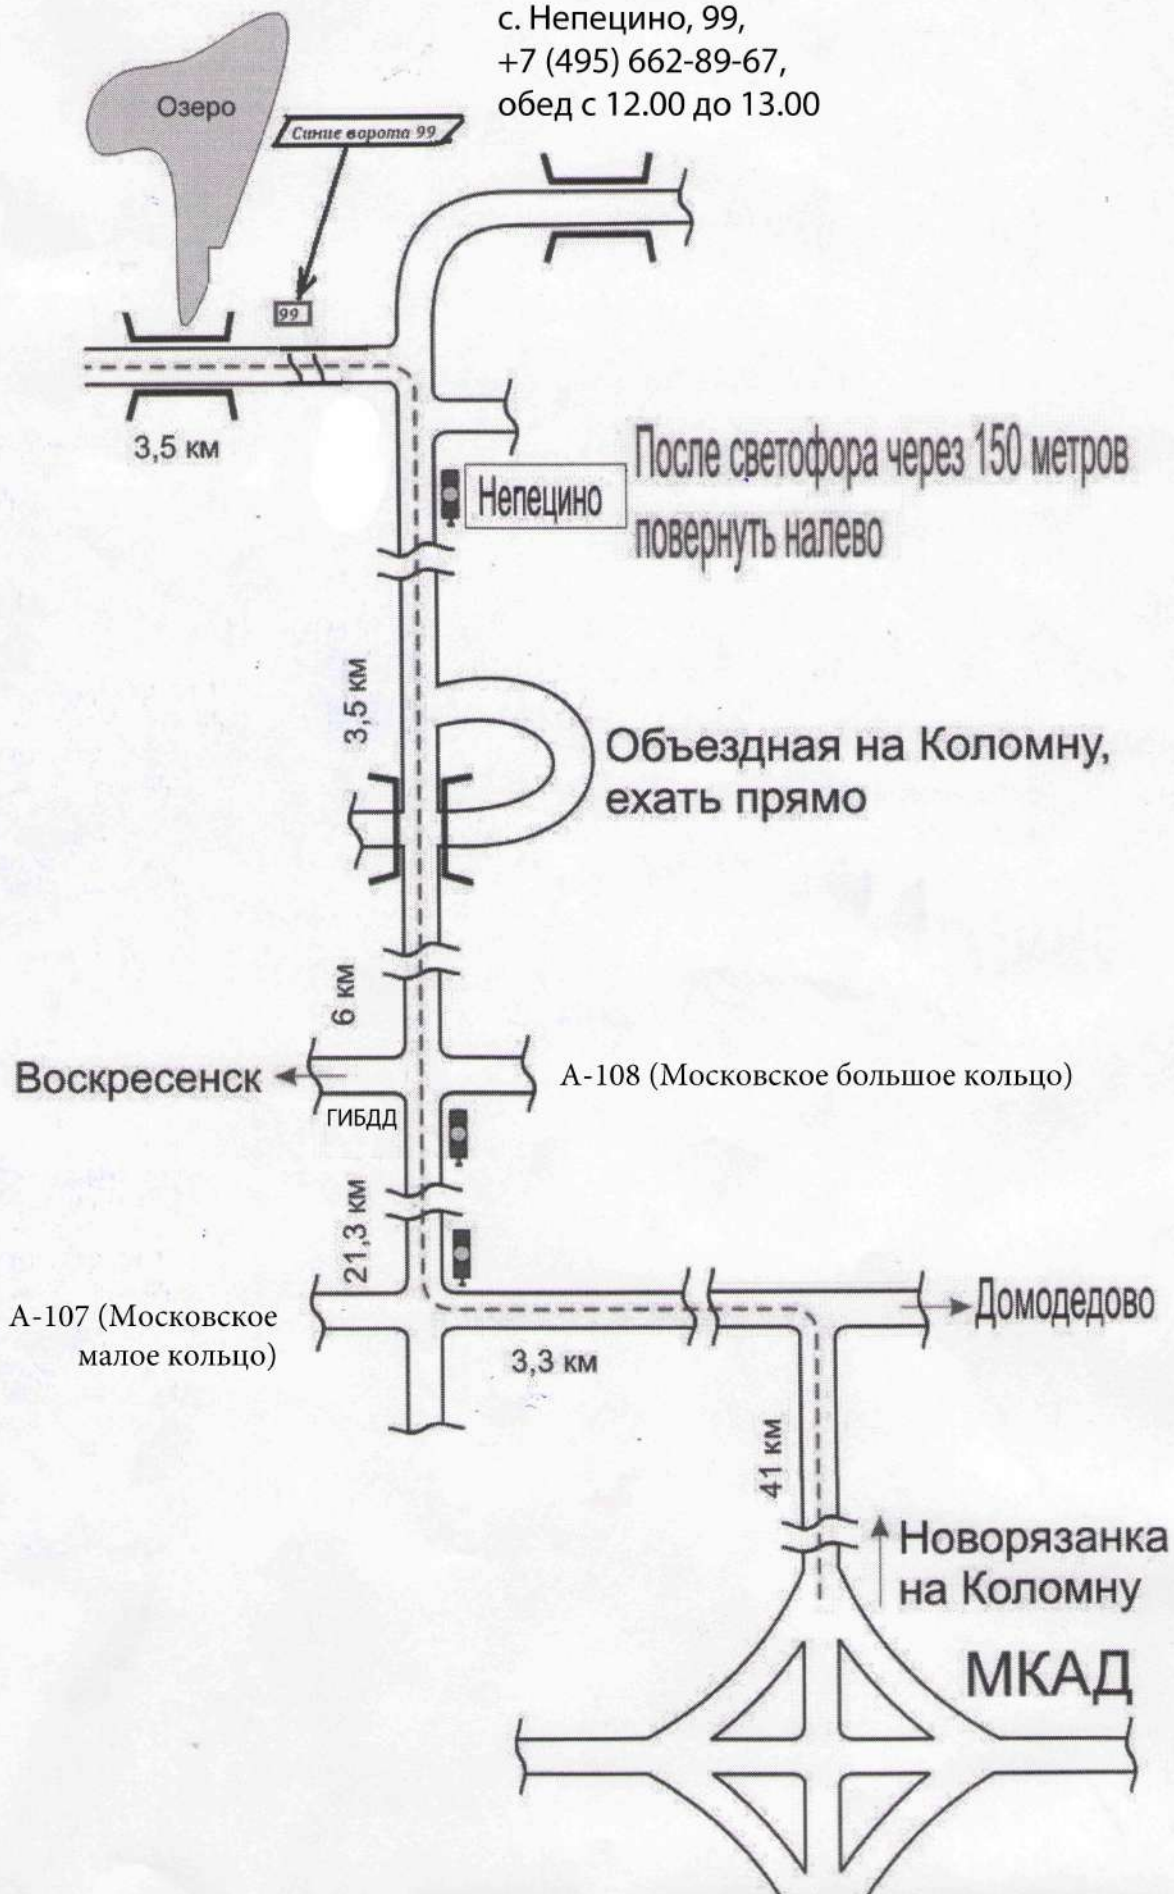 с. Непецино, 99,
+7 (495) 662-89-67,
обед с 12.00 до 13.00
Озеро
Синие ворота 99
99
3,5 км
Непецино
После светофора через 150 метров
повернуть налево
3,5 км
Объездная на Коломну,
ехать прямо
6 км
Воскресенск
А-108 (Московское большое кольцо)
ГИБДД
21,3 км
А-107 (Московское
малое кольцо)
Домодедово
3,3 км
41 км
Новорязанка
на Коломну
МКАД